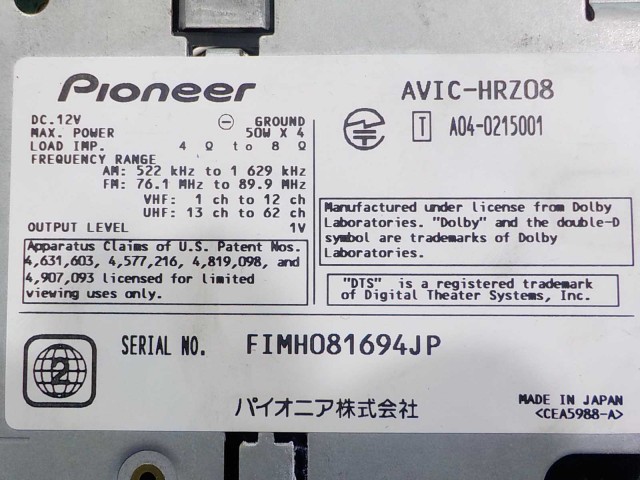 Pioneer
AVIC-HRZ08
DC.12V ⊖ GROUND
MAX. POWER 50W X 4
LOAD IMP. 4 Ω to 8 Ω
FREQUENCY RANGE
AM: 522 kHz to 1 629 kHz
FM: 76.1 MHz to 89.9 MHz
VHF: 1 ch to 12 ch
UHF: 13 ch to 62 ch
OUTPUT LEVEL 1V
T A04-0215001
Apparatus Claims of U.S. Patent Nos.
4,631,603, 4,577,216, 4,819,098, and
4,907,093 licensed for limited
viewing uses only.
Manufactured under license from Dolby
Laboratories. "Dolby" and the double-D
symbol are trademarks of Dolby
Laboratories.
"DTS" is a registered trademark
of Digital Theater Systems, Inc.
2
SERIAL NO. FIMH081694JP
パイオニア株式会社
MADE IN JAPAN
<CEA5988-A>